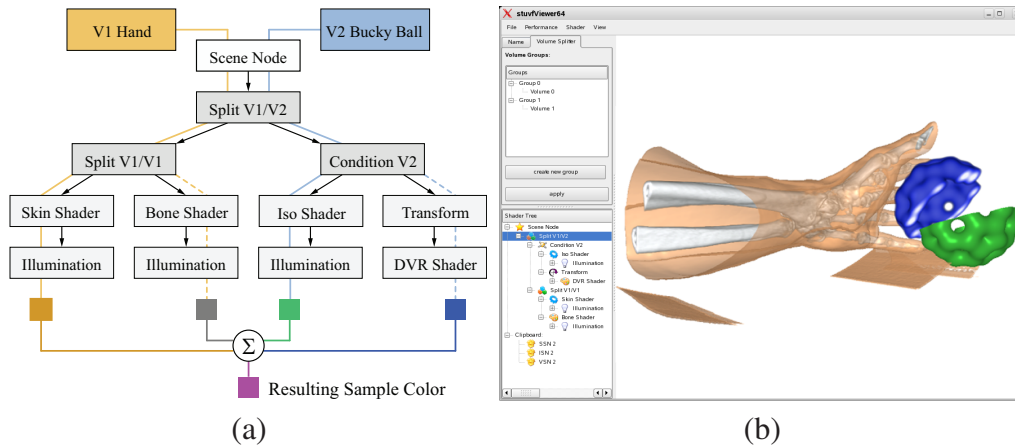 V1 Hand
V2 Bucky Ball
Scene Node
Split V1/V2
Split V1/V1
Condition V2
Skin Shader
Bone Shader
Iso Shader
Transform
Illumination
Illumination
Illumination
DVR Shader
Σ
Resulting Sample Color
(a)
stuvfViewer64
File Performance Shader View
Name Volume Splitter
Volume Groups:
Groups
Group 0
Volume 0
Group 1
Volume 1
create new group
apply
Shader Tree
Scene Node
Split V1/V2
Condition V2
Iso Shader
Illumination
Transform
DVR Shader
Split V1/V1
Skin Shader
Illumination
Bone Shader
Illumination
Clipboard:
SSN 2
ISN 2
VSN 2
(b)